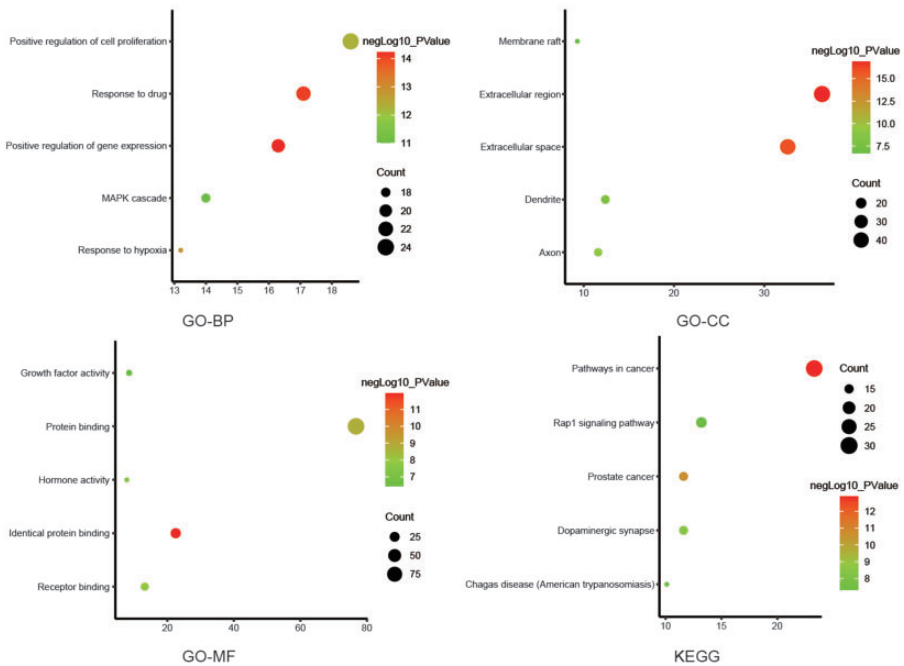 Positive regulation of cell proliferation
Response to drug
Positive regulation of gene expression
MAPK cascade
Response to hypoxia
13 14 15 16 17 18
GO-BP
negLog10_PValue
14
13
12
11
Count
18
20
22
24
Membrane raft
Extracellular region
Extracellular space
Dendrite
Axon
10 20 30
GO-CC
negLog10_PValue
15.0
12.5
10.0
7.5
Count
20
30
40
Growth factor activity
Protein binding
Hormone activity
Identical protein binding
Receptor binding
20 40 60 80
GO-MF
negLog10_PValue
11
10
9
8
7
Count
25
50
75
Pathways in cancer
Rap1 signaling pathway
Prostate cancer
Dopaminergic synapse
Chagas disease (American trypanosomiasis)
10 15 20
KEGG
Count
15
20
25
30
negLog10_PValue
12
11
10
9
8